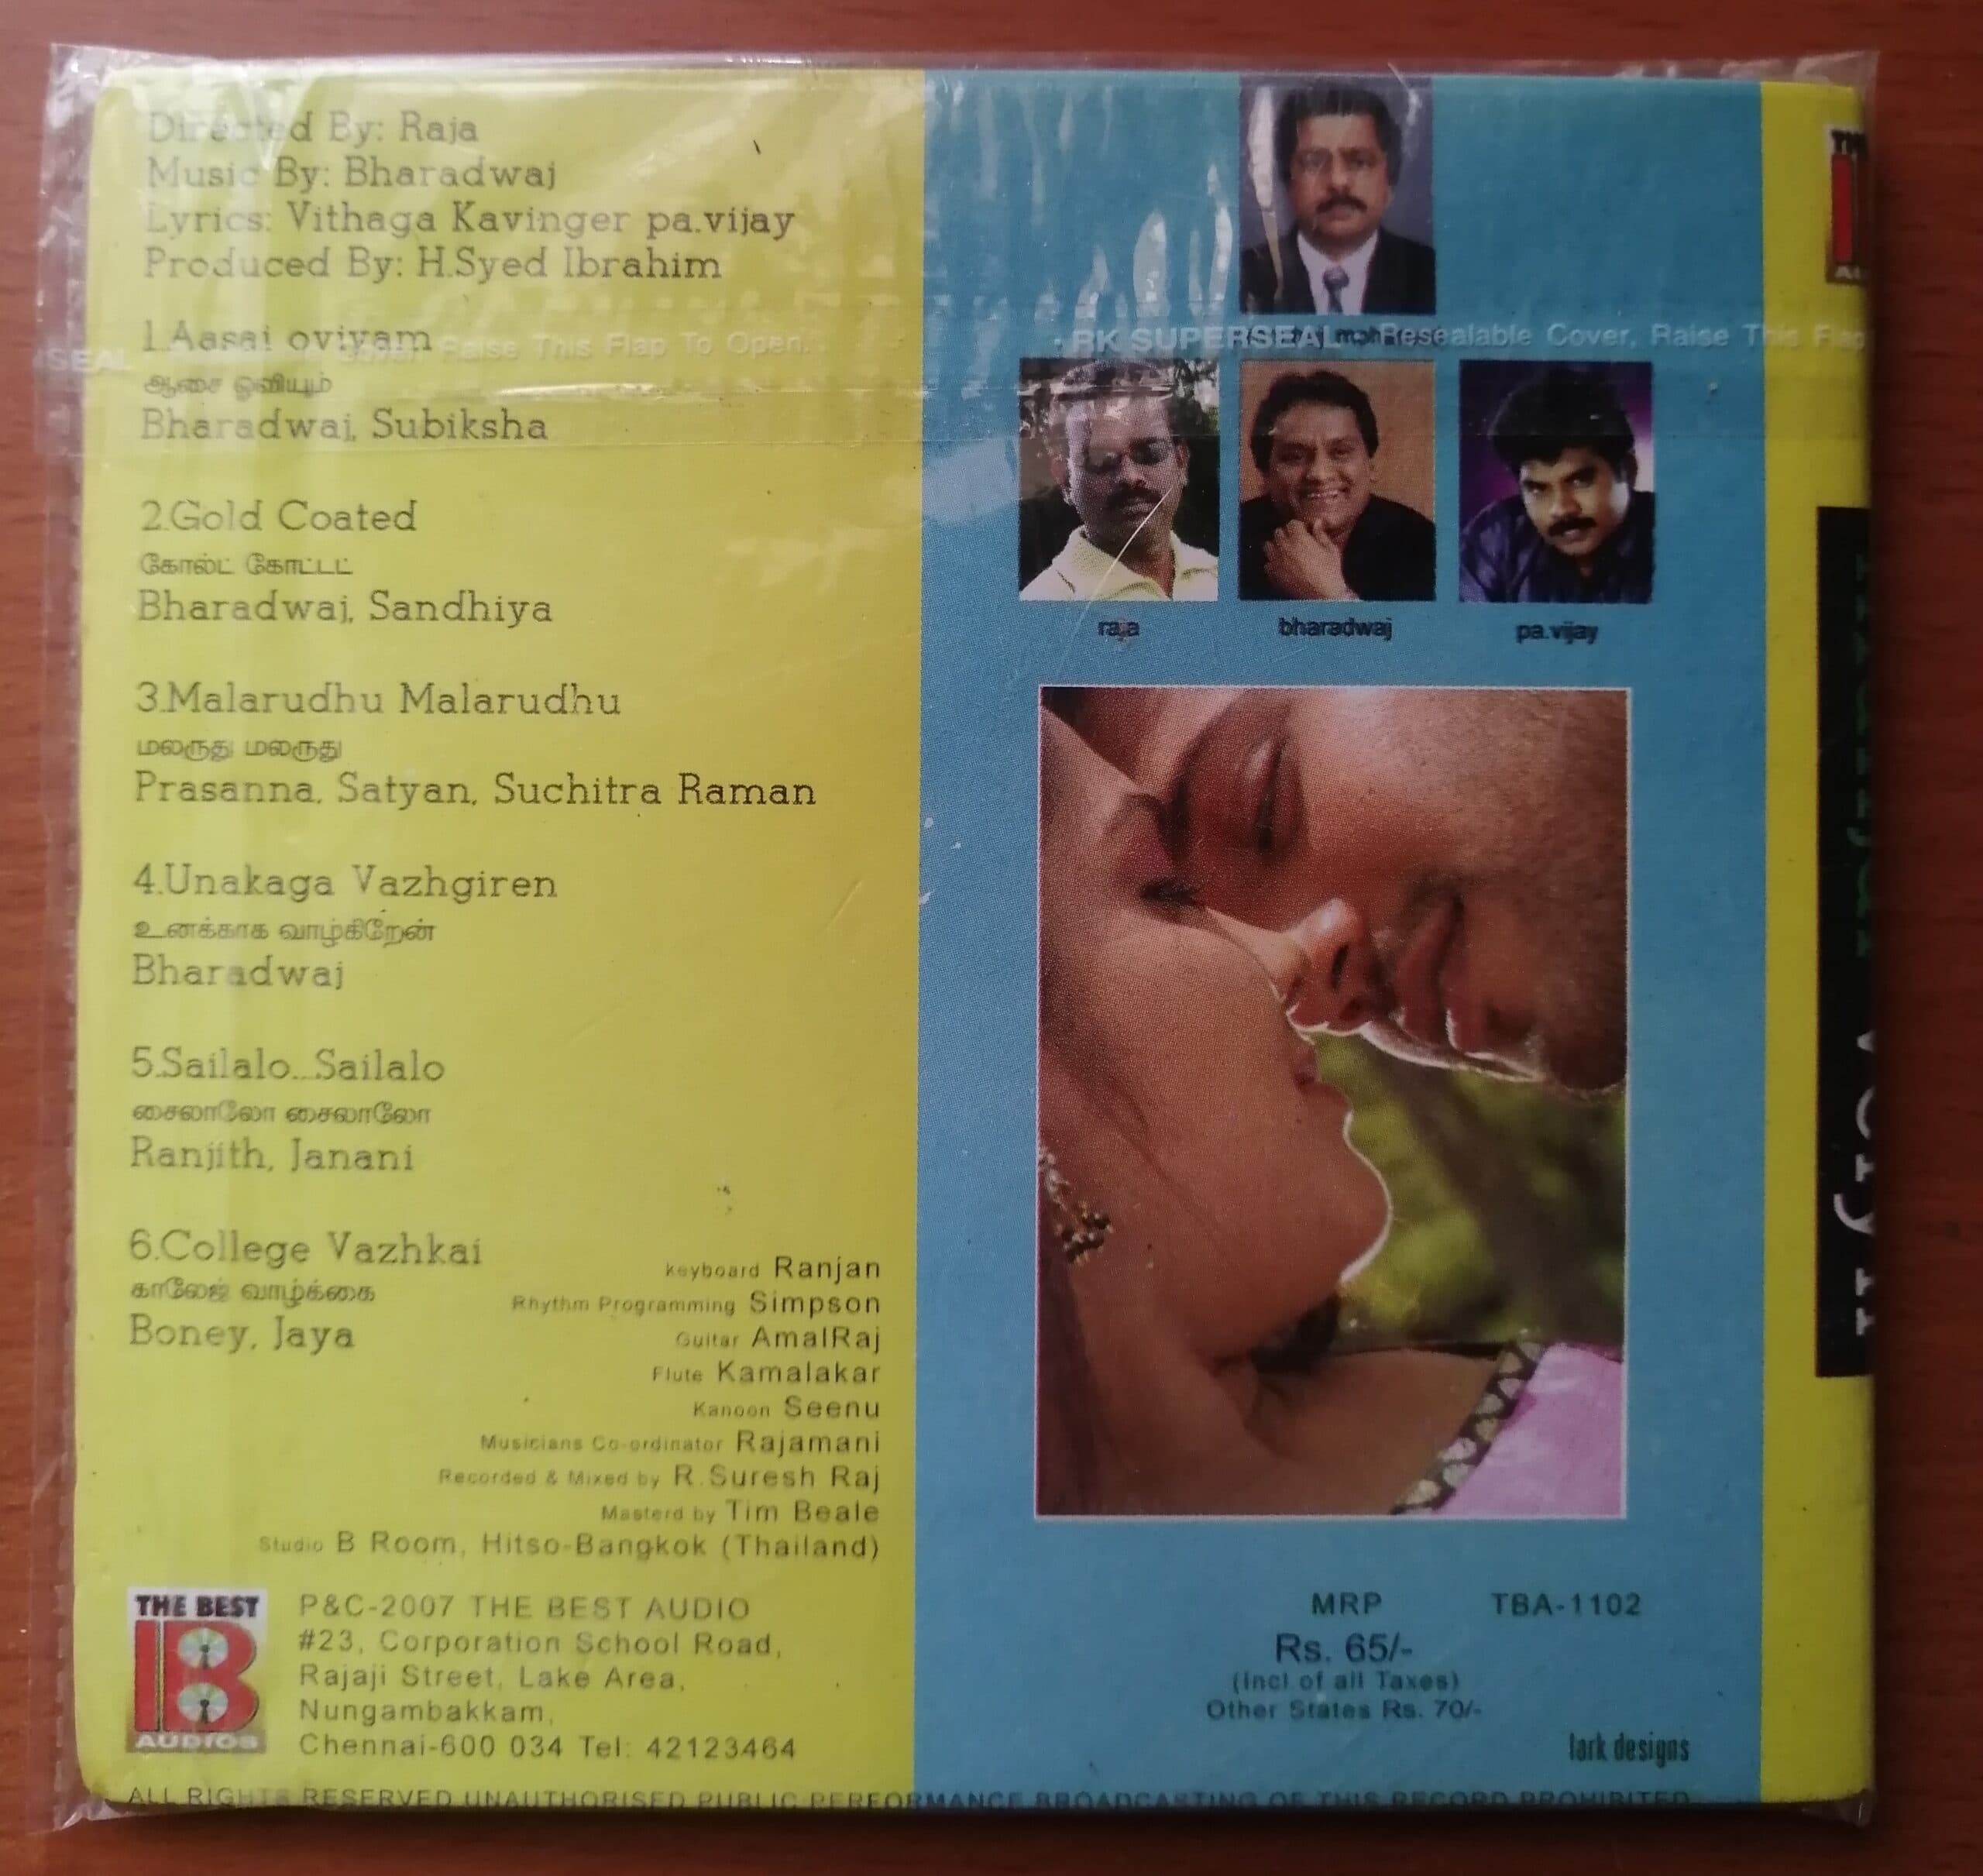 Directed By: Raja
Music By: Bharadwaj
Lyrics: Vithaga Kavinger pa.vijay
Produced By: H.Syed Ibrahim
1.Aasai oviyam
ஆசை ஓவியும்
Bharadwaj, Subiksha
2.Gold Coated
கோல்ட் கோட்டட்
Bharadwaj, Sandhiya
3.Malarudhu Malarudhu
மலருது மலருது
Prasanna, Satyan, Suchitra Raman
4.Unakaga Vazhgiren
உனக்காக வாழ்கிறேன்
Bharadwaj
5.Sailalo...Sailalo
சைலாலோ சைலாலோ
Ranjith, Janani
6.College Vazhkai
காலேஜ் வாழ்க்கை
Boney, Jaya
keyboard Ranjan
Rhythm Programming Simpson
Guitar AmalRaj
Flute Kamalakar
Kanoon Seenu
Musicians Co-ordinator Rajamani
Recorded & Mixed by R.Suresh Raj
Masterd by Tim Beale
Studio B Room, Hitso-Bangkok (Thailand)
THE BEST
B
AUDIOS
P&C-2007 THE BEST AUDIO
#23, Corporation School Road,
Rajaji Street, Lake Area,
Nungambakkam,
Chennai-600 034 Tel: 42123464
ALL RIGHTS RESERVED UNAUTHORISED PUBLIC PERFORMANCE BROADCASTING OF THIS RECORD PROHIBITED
SEAL Cover, Raise This Flap To Open.
RK SUPERSEAL Resealable Cover, Raise This Flap
raja
bharadwaj
pa.vijay
MRP TBA-1102
Rs. 65/-
(Incl of all Taxes)
Other States Rs. 70/-
lark designs